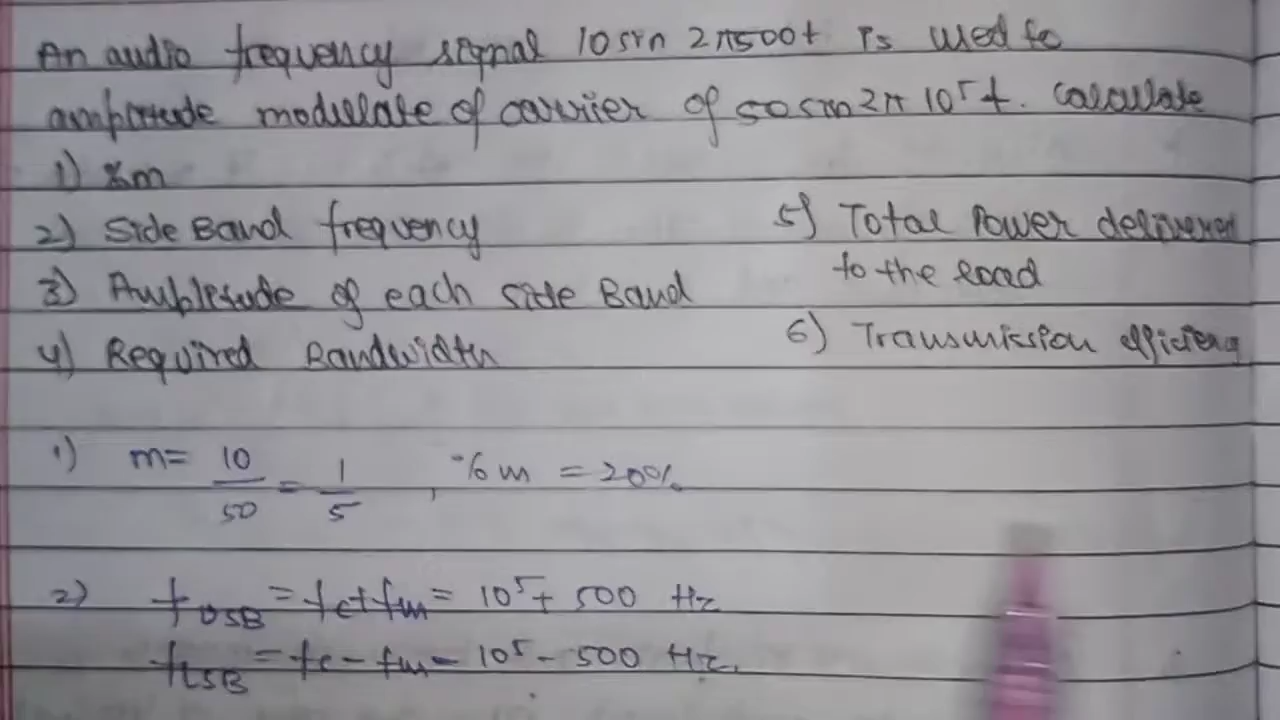 An audio frequency signal 10 sin 2π500t is used to
amplitude modullate of carrier of 50 sin 2π 10⁵ t. Calculate
1) %m
2) Side Band frequency
3) Amplitude of each side Band
4) Required Bandwidth
5) Total Power delivered
to the load
6) Transmission efficiency
1) m= 10/50 = 1/5 , % m = 20%
2) fUSB = fc+fm = 10⁵+ 500 Hz
fLSB = fc - fm = 10⁵ - 500 Hz.